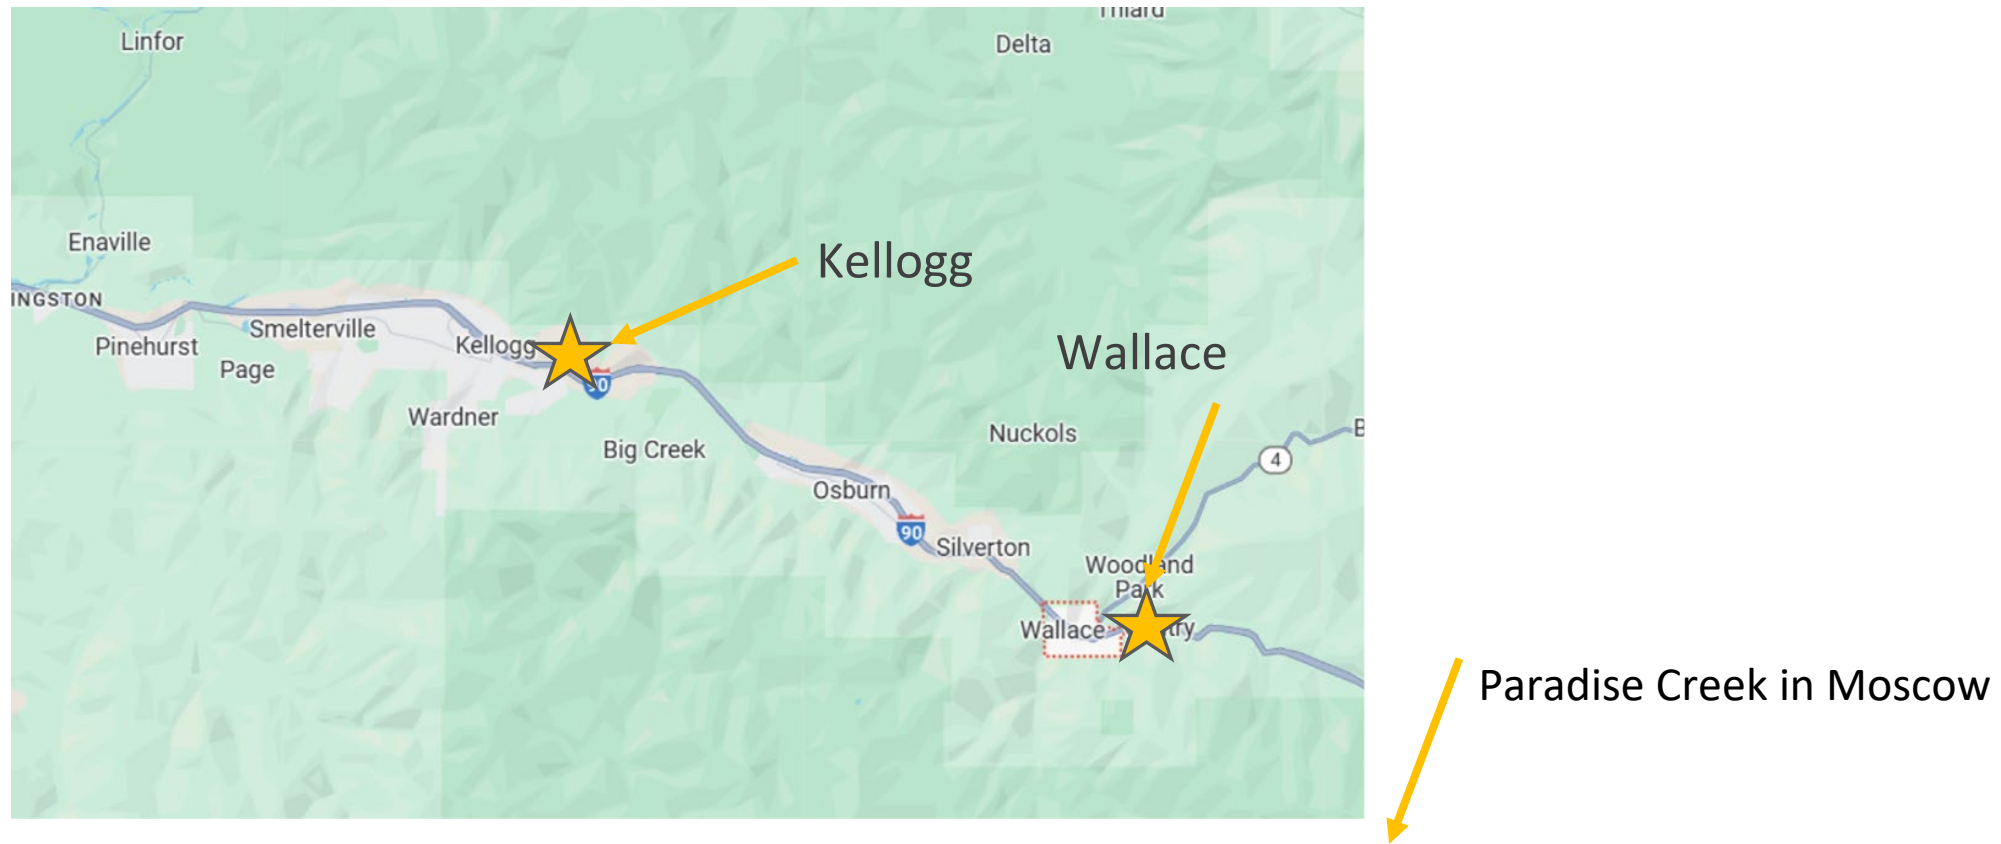 Linfor
Delta
Enaville
Kellogg
INGSTON
Smelterville
Pinehurst
Kellogg
Wallace
Page
Wardner
Nuckols
Big Creek
4
Osburn
90
Silverton
Woodland
Park
Wallace
Paradise Creek in Moscow